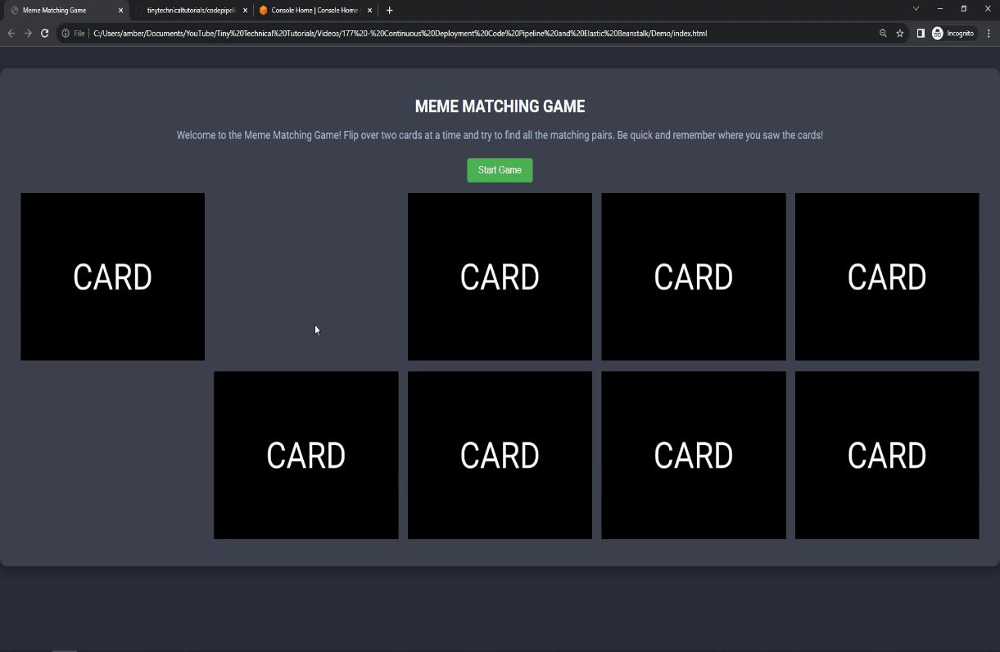 Meme Matching Game
tinytechnicaltutorials/codepipeli
Console Home | Console Home
File
C:/Users/amber/Documents/YouTube/Tiny%20Technical%20Tutorials/Videos/177%20-%20Continuous%20Deployment%20Code%20Pipeline%20and%20Elastic%20Beanstalk/Demo/index.html
Incognito
MEME MATCHING GAME
Welcome to the Meme Matching Game! Flip over two cards at a time and try to find all the matching pairs. Be quick and remember where you saw the cards!
Start Game
CARD
CARD
CARD
CARD
CARD
CARD
CARD
CARD